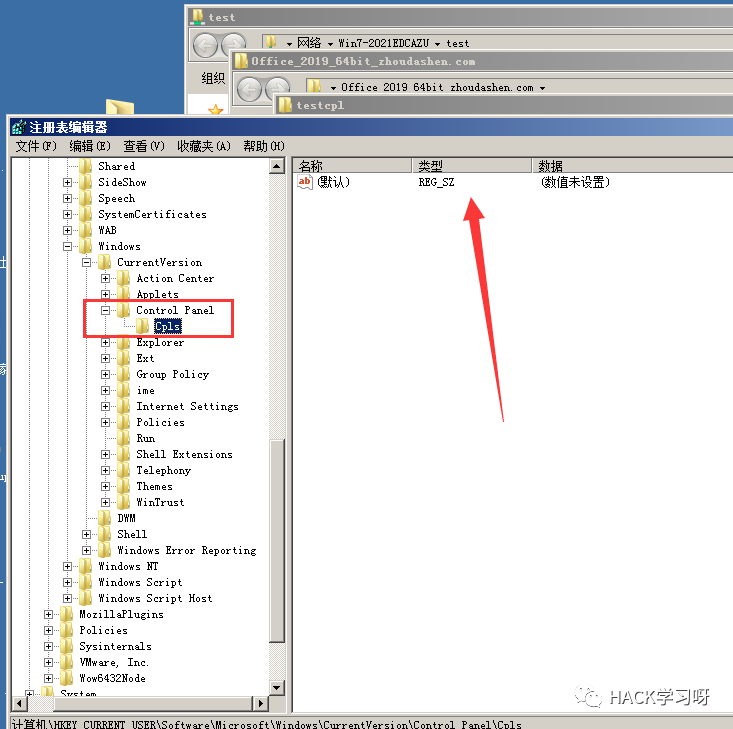 test
网络 Win7-2021EDCAZU test
Office_2019_64bit_zhoudashen.com
组织
Office_2019_64bit_zhoudashen.com
testcpl
注册表编辑器
文件(F) 编辑(E) 查看(V) 收藏夹(A) 帮助(H)
Shared
SideShow
Speech
SystemCertificates
WAB
Windows
CurrentVersion
Action Center
Applets
Control Panel
Cpls
Explorer
Ext
Group Policy
ime
Internet Settings
Policies
Run
Shell Extensions
Telephony
Themes
WinTrust
DWM
Shell
Windows Error Reporting
Windows NT
Windows Script
Windows Script Host
MozillaPlugins
Policies
Sysinternals
VMware, Inc.
Wow6432Node
System
名称 类型 数据
ab (默认) REG_SZ (数值未设置)
HACK学习呀
计算机\HKEY_CURRENT_USER\Software\Microsoft\Windows\CurrentVersion\Control Panel\Cpls